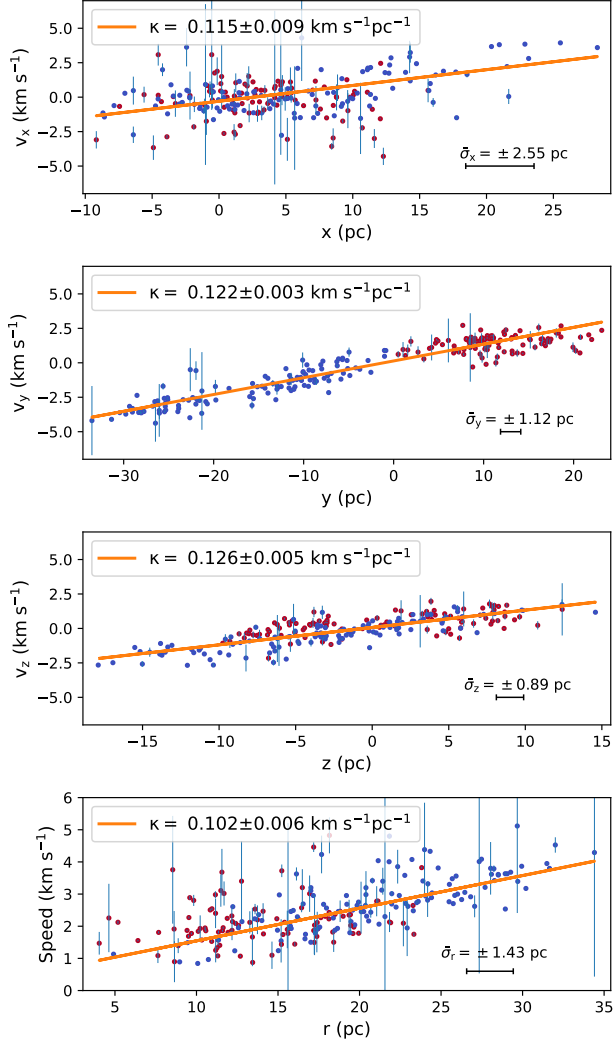 κ = 0.115±0.009 km s⁻¹pc⁻¹
5.0
2.5
0.0
−2.5
−5.0
vₓ (km s⁻¹)
σ̄ₓ = ±2.55 pc
−10 −5 0 5 10 15 20 25
x (pc)
κ = 0.122±0.003 km s⁻¹pc⁻¹
5.0
2.5
0.0
−2.5
−5.0
v_y (km s⁻¹)
σ̄_y = ±1.12 pc
−30 −20 −10 0 10 20
y (pc)
κ = 0.126±0.005 km s⁻¹pc⁻¹
5.0
2.5
0.0
−2.5
−5.0
v_z (km s⁻¹)
σ̄_z = ±0.89 pc
−15 −10 −5 0 5 10 15
z (pc)
κ = 0.102±0.006 km s⁻¹pc⁻¹
6
5
4
3
2
1
0
Speed (km s⁻¹)
σ̄_r = ±1.43 pc
5 10 15 20 25 30 35
r (pc)